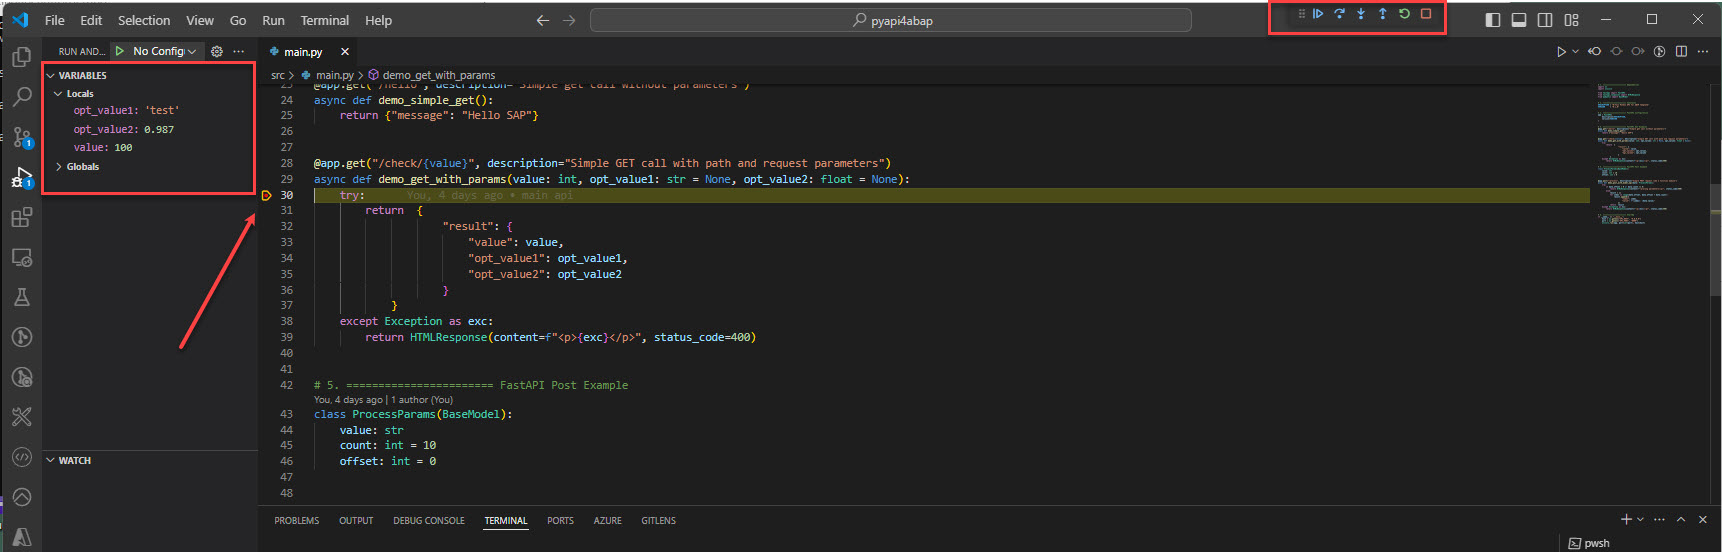 File Edit Selection View Go Run Terminal Help
pyapi4abap
RUN AND... No Config
main.py
src > main.py > demo_get_with_params
VARIABLES
Locals
opt_value1: 'test'
opt_value2: 0.987
value: 100
Globals
1
1
23 @app.get("/hello", description="Simple get call without parameters")
24 async def demo_simple_get():
25 return {"message": "Hello SAP"}
26
27
28 @app.get("/check/{value}", description="Simple GET call with path and request parameters")
29 async def demo_get_with_params(value: int, opt_value1: str = None, opt_value2: float = None):
30 try: You, 4 days ago • main api
31 return {
32 "result": {
33 "value": value,
34 "opt_value1": opt_value1,
35 "opt_value2": opt_value2
36 }
37 }
38 except Exception as exc:
39 return HTMLResponse(content=f"<p>{exc}</p>", status_code=400)
40
41
42 # 5. ======================= FastAPI Post Example
You, 4 days ago | 1 author (You)
43 class ProcessParams(BaseModel):
44 value: str
45 count: int = 10
46 offset: int = 0
47
48
WATCH
PROBLEMS OUTPUT DEBUG CONSOLE TERMINAL PORTS AZURE GITLENS
pwsh